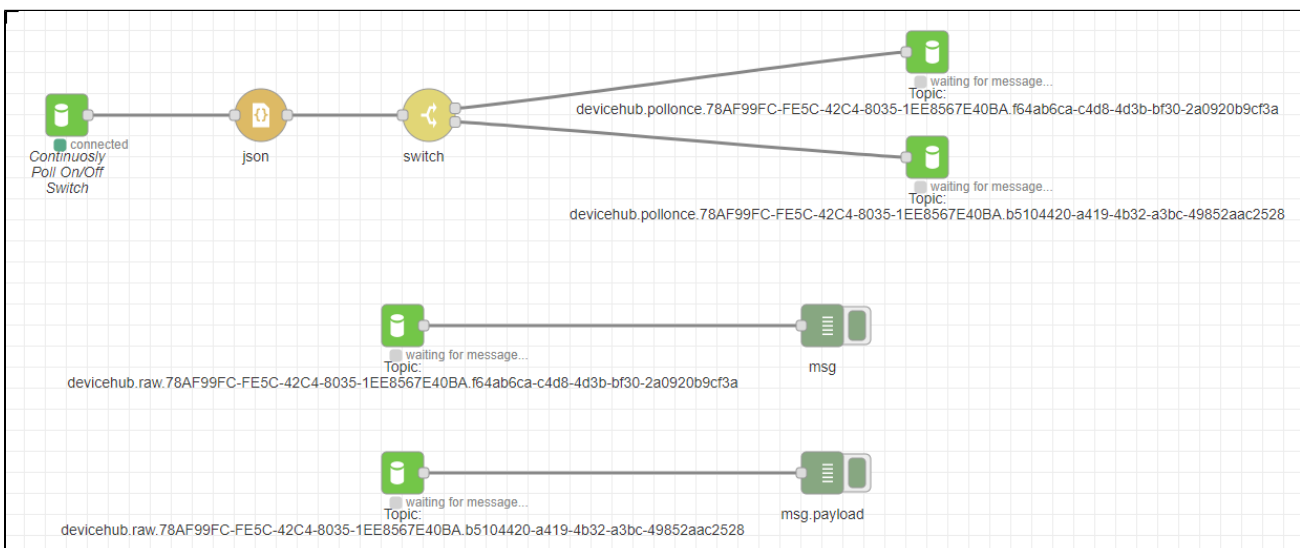 waiting for message...
Topic:
devicehub.pollonce.78AF99FC-FE5C-42C4-8035-1EE8567E40BA.f64ab6ca-c4d8-4d3b-bf30-2a0920b9cf3a
connected
Continuosly
Poll On/Off
Switch
json
switch
waiting for message...
Topic:
devicehub.pollonce.78AF99FC-FE5C-42C4-8035-1EE8567E40BA.b5104420-a419-4b32-a3bc-49852aac2528
waiting for message...
Topic:
devicehub.raw.78AF99FC-FE5C-42C4-8035-1EE8567E40BA.f64ab6ca-c4d8-4d3b-bf30-2a0920b9cf3a
msg
waiting for message...
Topic:
devicehub.raw.78AF99FC-FE5C-42C4-8035-1EE8567E40BA.b5104420-a419-4b32-a3bc-49852aac2528
msg.payload